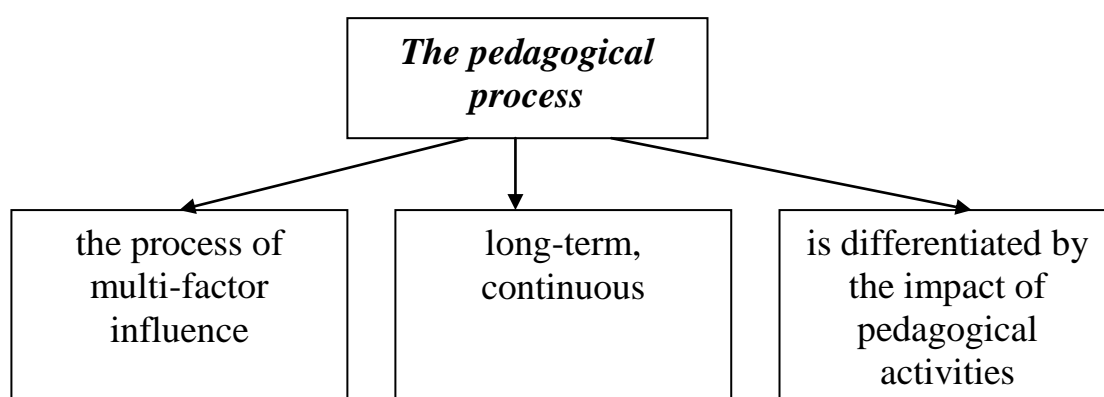 The pedagogical
process
the process of
multi-factor
influence
long-term,
continuous
is differentiated by
the impact of
pedagogical
activities